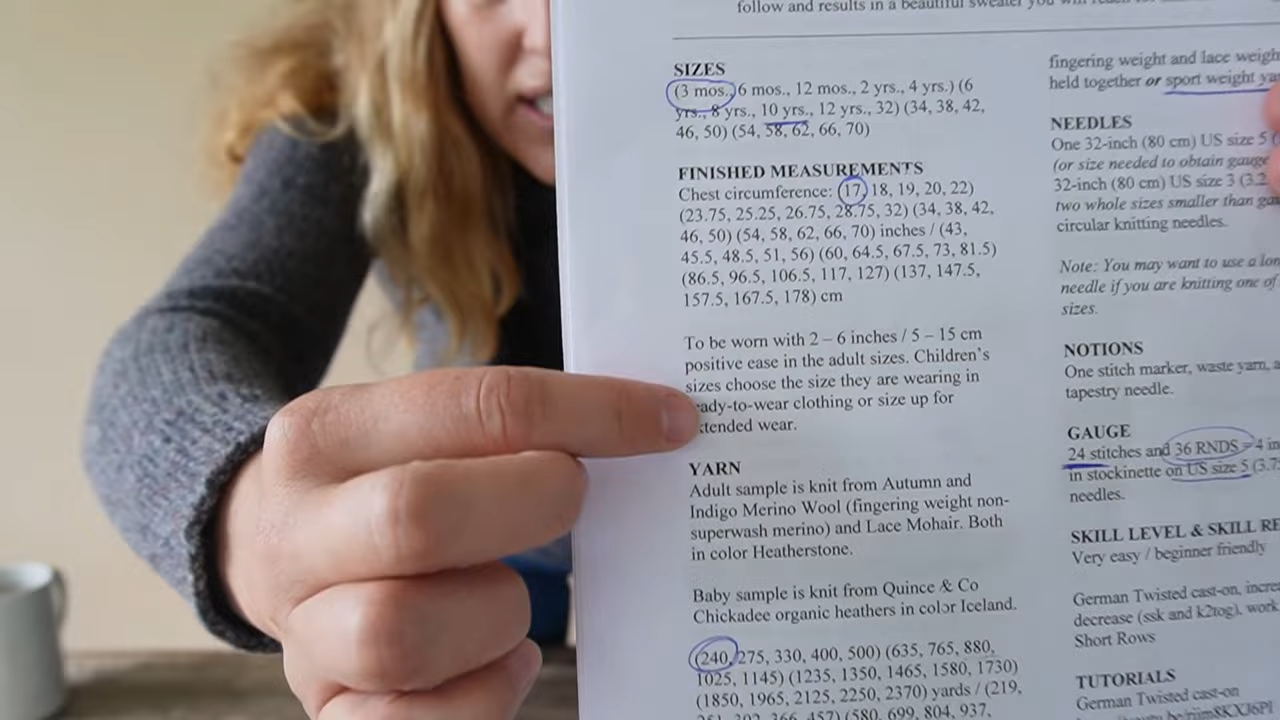 follow and results in a beautiful sweater you will reach for
SIZES
(3 mos., 6 mos., 12 mos., 2 yrs., 4 yrs.) (6
yrs., 8 yrs., 10 yrs., 12 yrs., 32) (34, 38, 42,
46, 50) (54, 58, 62, 66, 70)
FINISHED MEASUREMENTS
Chest circumference: (17, 18, 19, 20, 22)
(23.75, 25.25, 26.75, 28.75, 32) (34, 38, 42,
46, 50) (54, 58, 62, 66, 70) inches / (43,
45.5, 48.5, 51, 56) (60, 64.5, 67.5, 73, 81.5)
(86.5, 96.5, 106.5, 117, 127) (137, 147.5,
157.5, 167.5, 178) cm
To be worn with 2 – 6 inches / 5 – 15 cm
positive ease in the adult sizes. Children's
sizes choose the size they are wearing in
ady-to-wear clothing or size up for
xtended wear.
YARN
Adult sample is knit from Autumn and
Indigo Merino Wool (fingering weight non-
superwash merino) and Lace Mohair. Both
in color Heatherstone.
Baby sample is knit from Quince & Co
Chickadee organic heathers in color Iceland.
(240, 275, 330, 400, 500) (635, 765, 880,
1025, 1145) (1235, 1350, 1465, 1580, 1730)
(1850, 1965, 2125, 2250, 2370) yards / (219,
251, 302, 366, 457) (580, 699, 804, 937,
fingering weight and lace weigh
held together or sport weight ya
NEEDLES
One 32-inch (80 cm) US size 5
(or size needed to obtain gauge
32-inch (80 cm) US size 3 (3.2
two whole sizes smaller than ga
circular knitting needles.
Note: You may want to use a lon
needle if you are knitting one of
sizes.
NOTIONS
One stitch marker, waste yarn, a
tapestry needle.
GAUGE
24 stitches and 36 RNDS = 4 in
in stockinette on US size 5 (3.7
needles.
SKILL LEVEL & SKILL RE
Very easy / beginner friendly
German Twisted cast-on, incre
decrease (ssk and k2tog), work
Short Rows
TUTORIALS
German Twisted cast-on